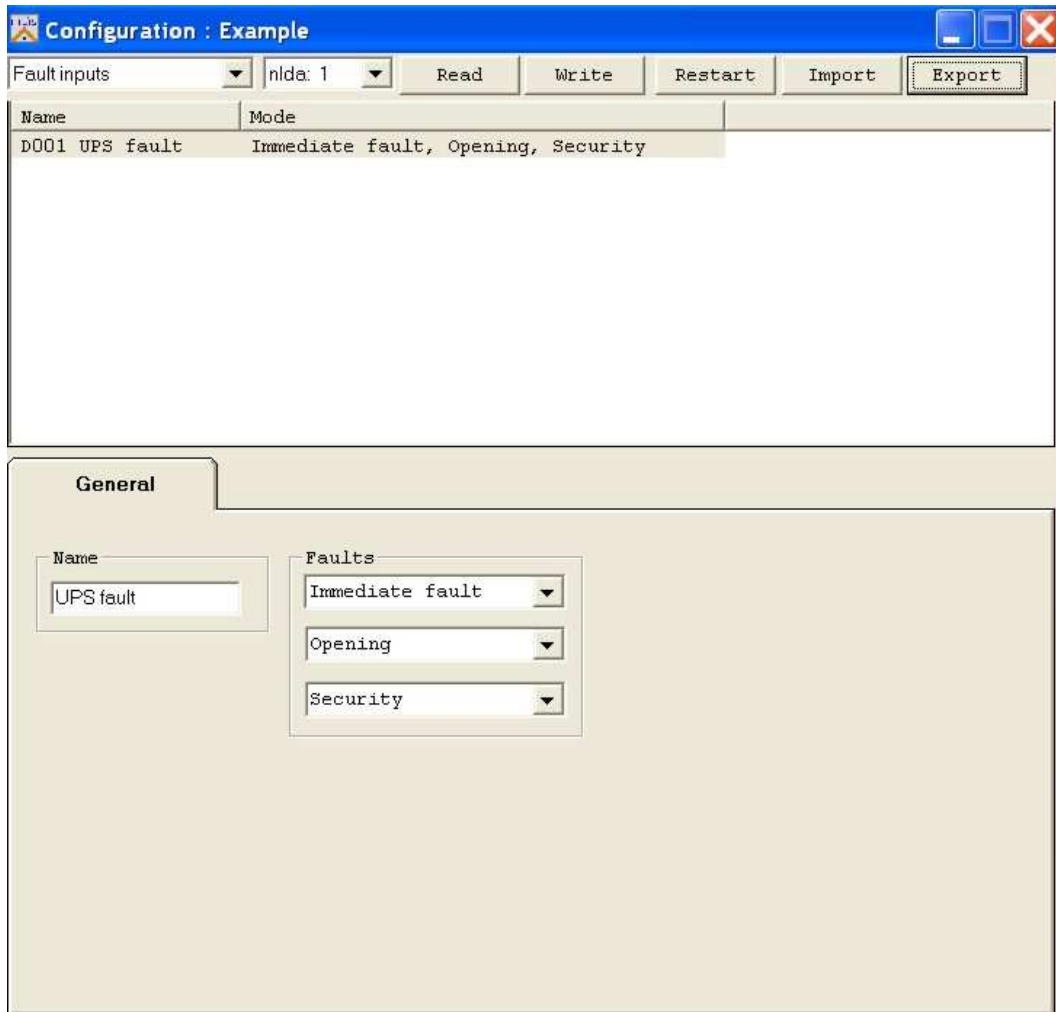 Configuration : Example
Fault inputs nlda: 1 Read Write Restart Import Export
Name Mode
D001 UPS fault Immediate fault, Opening, Security
General
Name Faults
UPS fault Immediate fault
Opening
Security